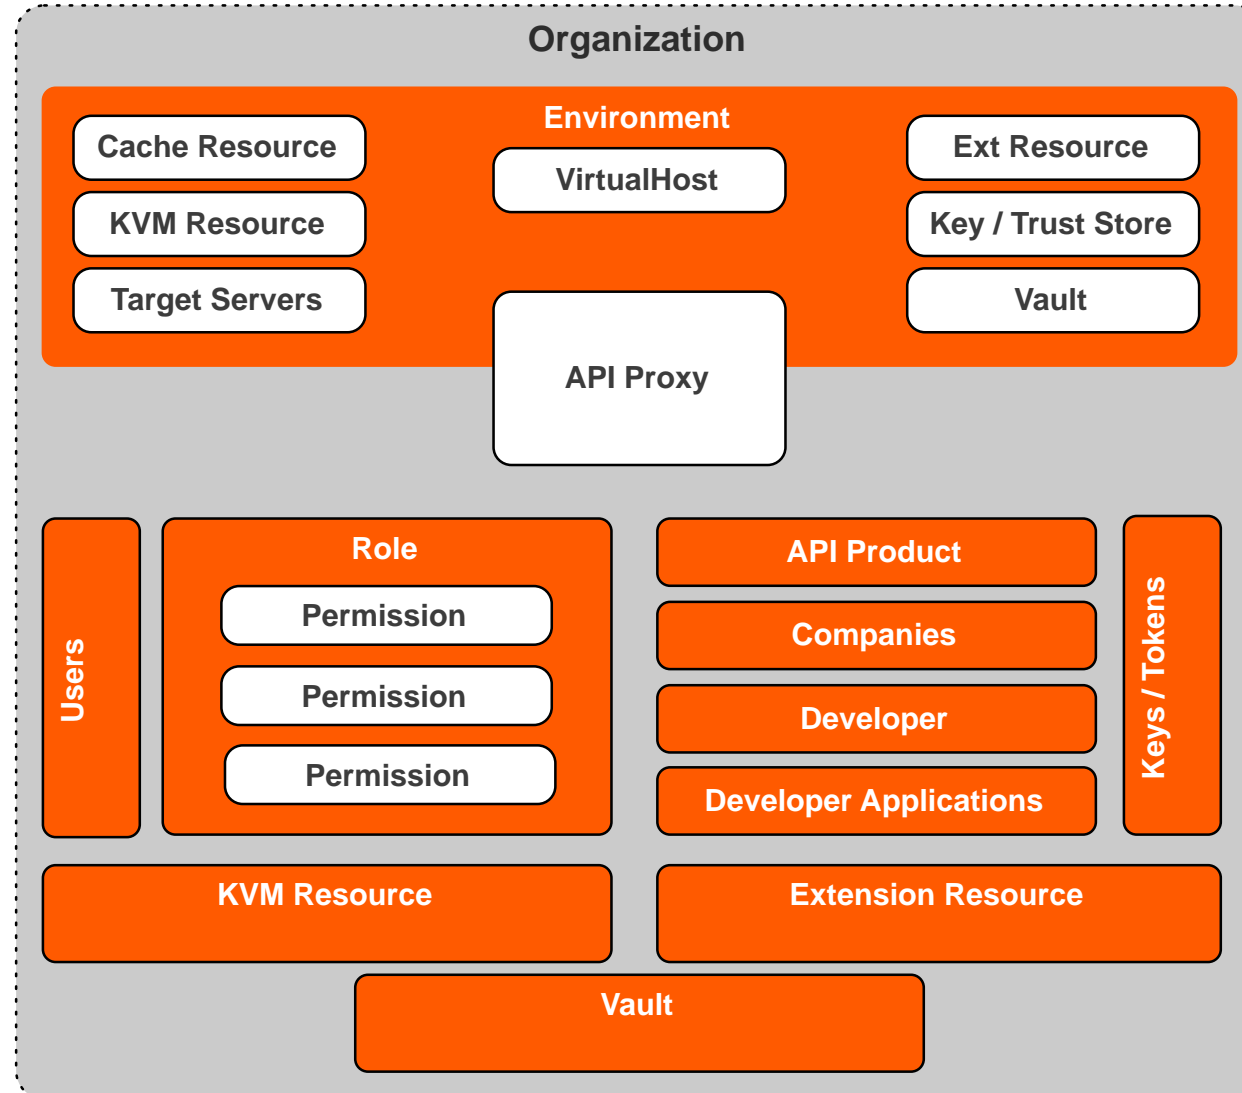 Organization
Environment
Cache Resource
KVM Resource
Target Servers
VirtualHost
Ext Resource
Key / Trust Store
Vault
API Proxy
Users
Role
Permission
Permission
Permission
API Product
Companies
Developer
Developer Applications
Keys / Tokens
KVM Resource
Extension Resource
Vault